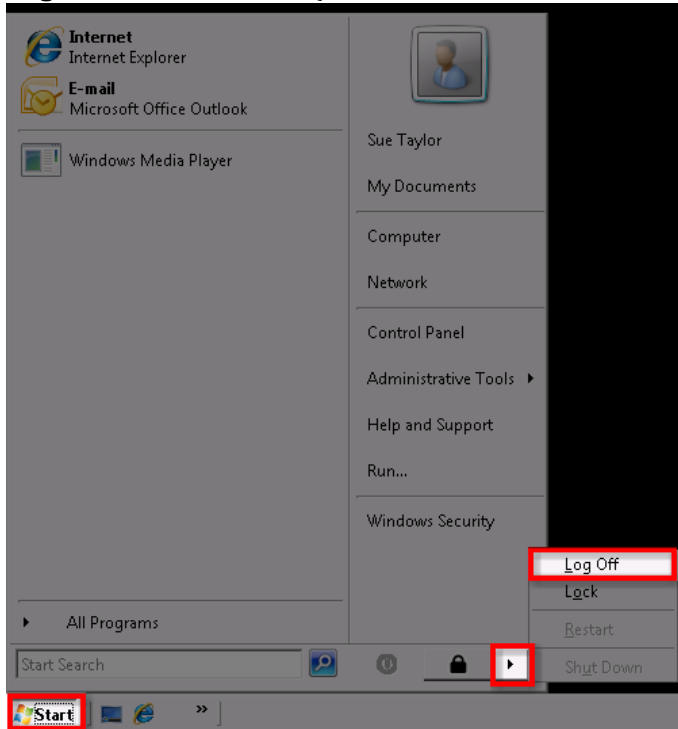 Internet
Internet Explorer
E-mail
Microsoft Office Outlook
Windows Media Player
All Programs
Start Search
Sue Taylor
My Documents
Computer
Network
Control Panel
Administrative Tools
Help and Support
Run...
Windows Security
Log Off
Lock
Restart
Shut Down
Start
»